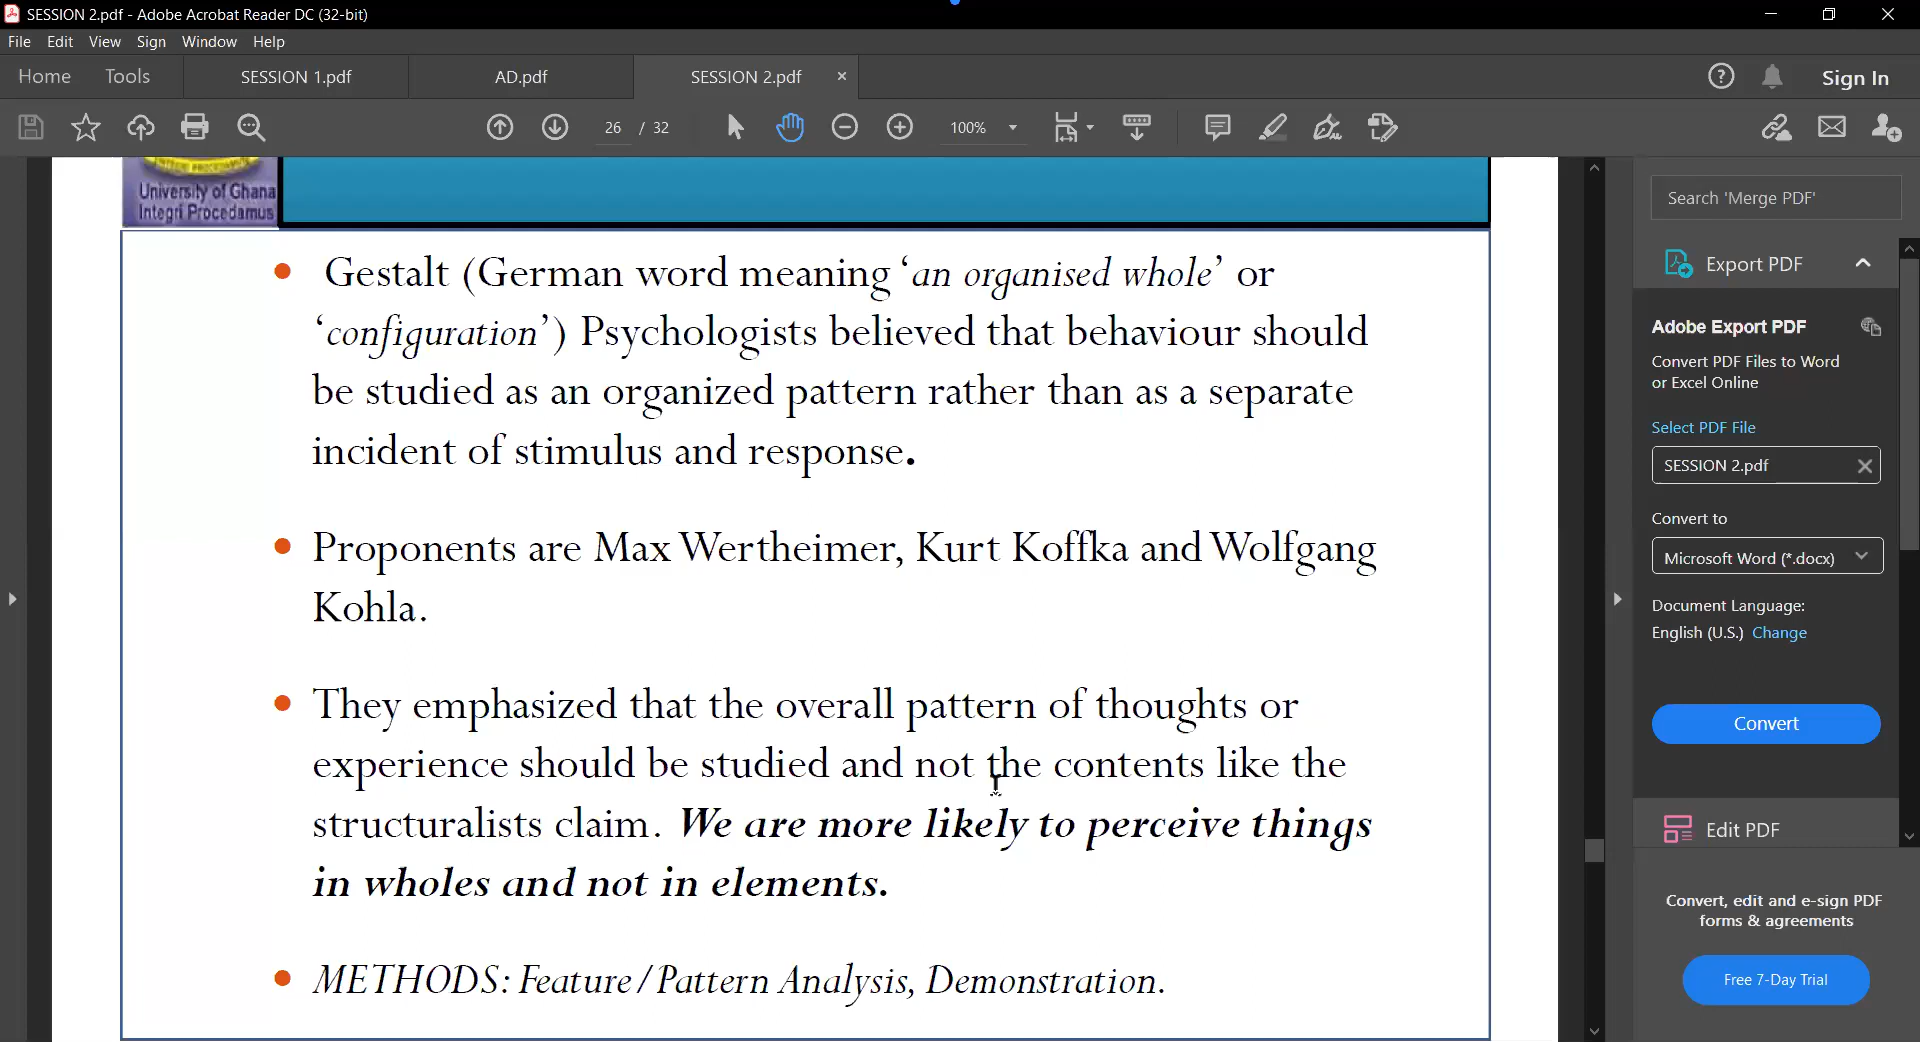 SESSION 2.pdf - Adobe Acrobat Reader DC (32-bit)
File Edit View Sign Window Help
Home Tools SESSION 1.pdf AD.pdf SESSION 2.pdf × Sign In
26 / 32 100%
University of Ghana
Integri Procedamus
• Gestalt (German word meaning ‘an organised whole’ or
‘configuration’) Psychologists believed that behaviour should
be studied as an organized pattern rather than as a separate
incident of stimulus and response.
• Proponents are Max Wertheimer, Kurt Koffka and Wolfgang
Kohla.
• They emphasized that the overall pattern of thoughts or
experience should be studied and not the contents like the
structuralists claim. We are more likely to perceive things
in wholes and not in elements.
• METHODS: Feature/Pattern Analysis, Demonstration.
Search 'Merge PDF'
Export PDF
Adobe Export PDF
Convert PDF Files to Word
or Excel Online
Select PDF File
SESSION 2.pdf
Convert to
Microsoft Word (*.docx)
Document Language:
English (U.S.) Change
Convert
Edit PDF
Convert, edit and e-sign PDF
forms & agreements
Free 7-Day Trial